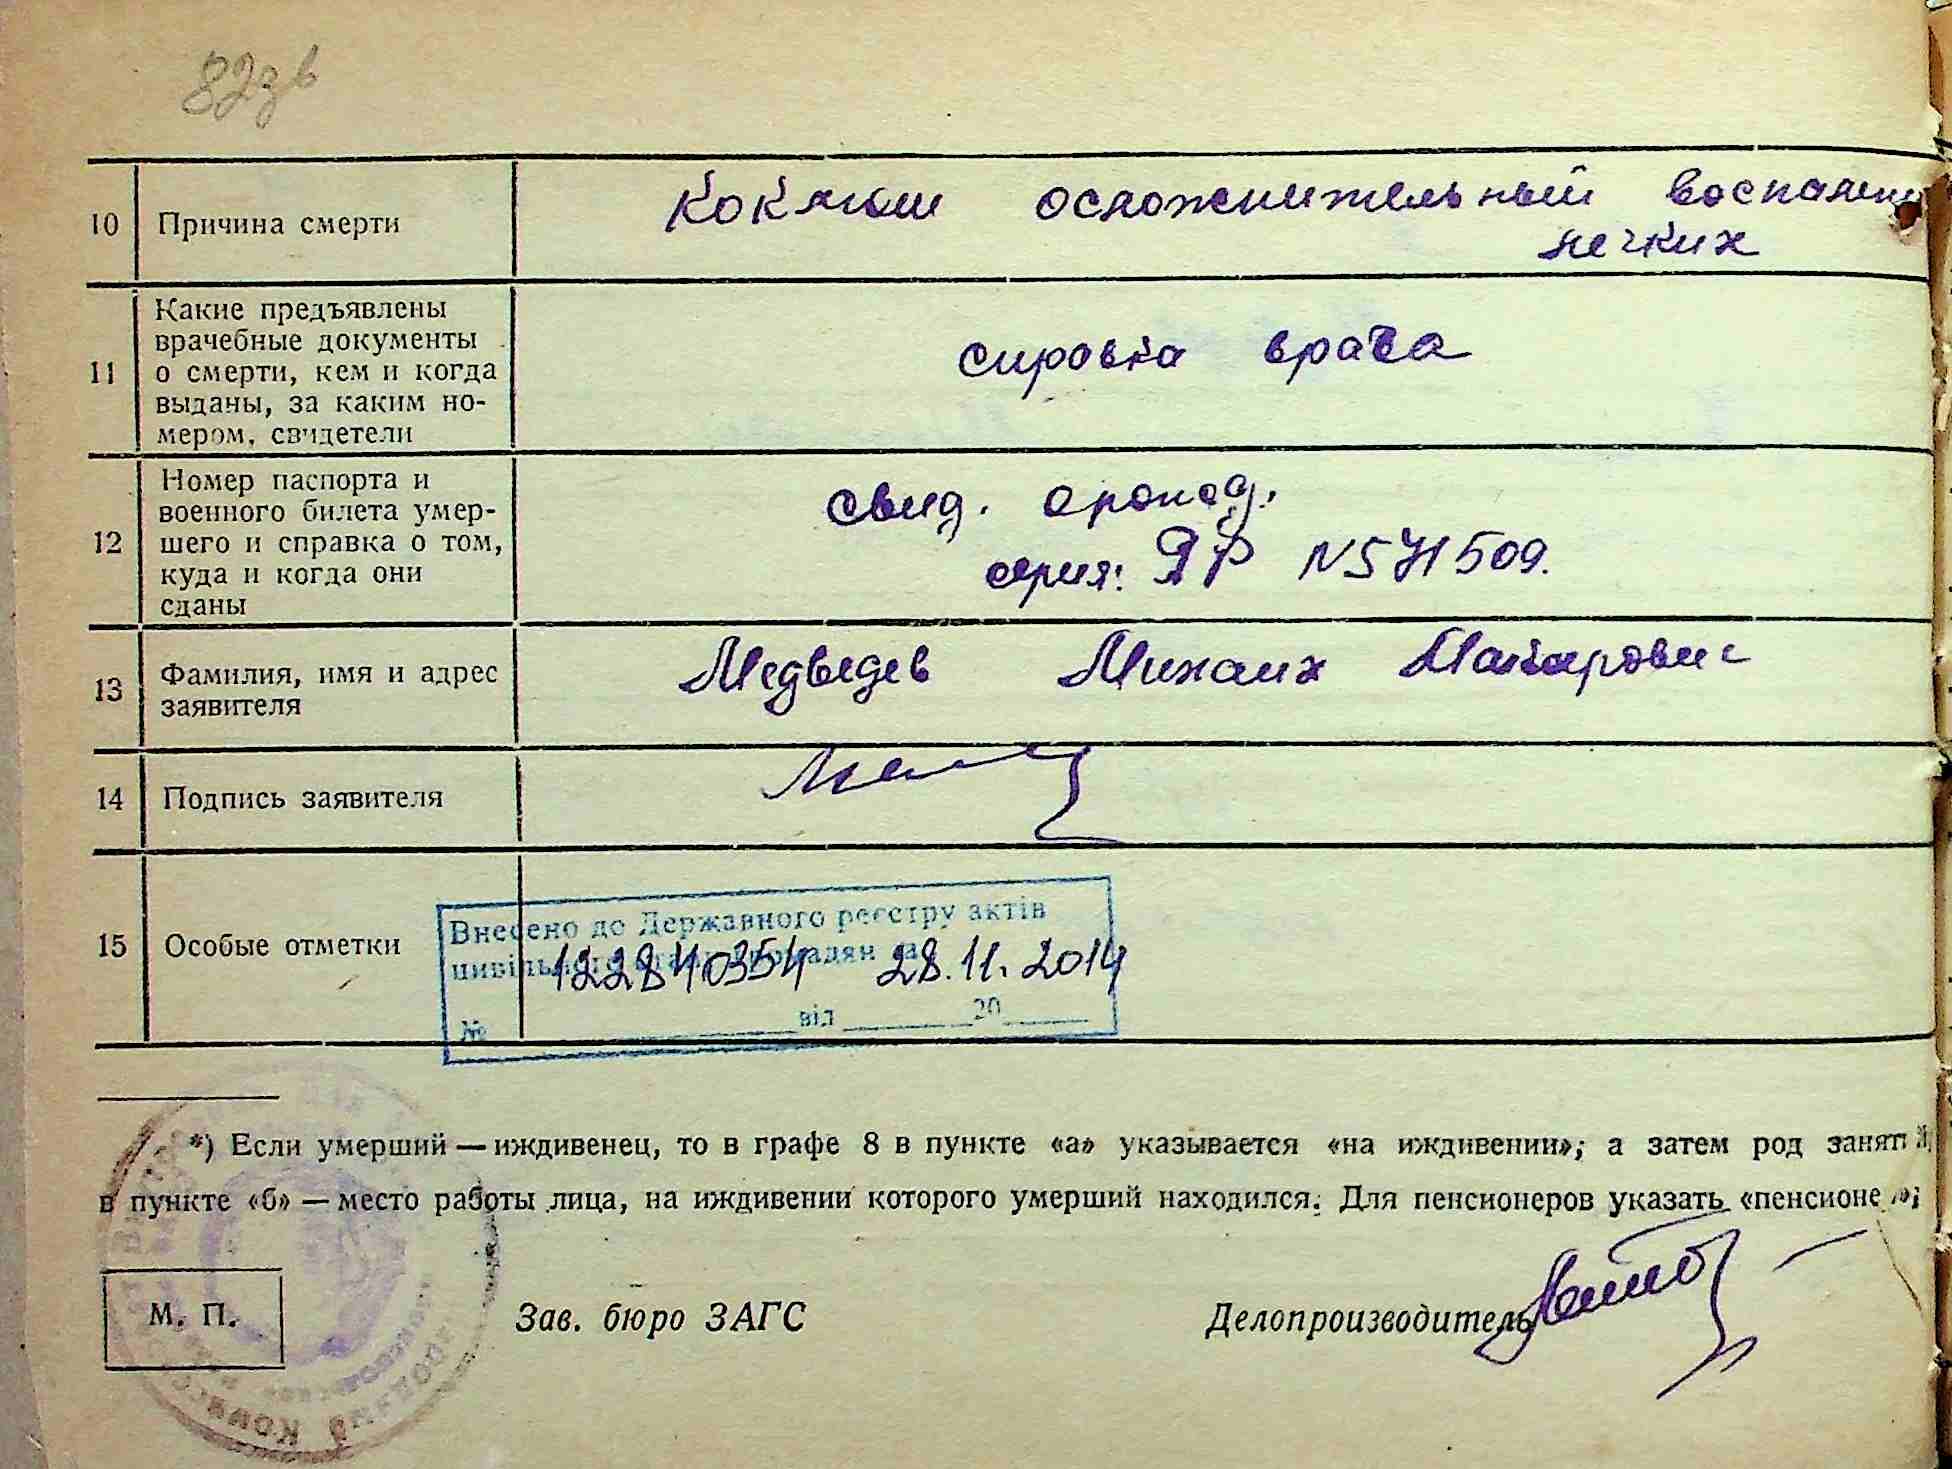 82зв
10 Причина смерти Коклюш осложнительный воспален
легких
11 Какие предъявлены врачебные документы о смерти, кем и когда выданы, за каким но-
мером, свидетели
справка врача
12 Номер паспорта и
военного билета умер-
шего и справка о том,
куда и когда они
сданы
свид. о рожд.
серия: ЯР N571509.
13 Фамилия, имя и адрес
заявителя
Медведев Михаил Макарович
14 Подпись заявителя
15 Особые отметки
Внесено до Державного реєстру актів
цивільного стану громадян за
122840354 28.11.2014
№ від 20
*) Если умерший — иждивенец, то в графе 8 в пункте «а» указывается «на иждивении»; а затем род занят й,
в пункте «б» — место работы лица, на иждивении которого умерший находился. Для пенсионеров указать «пенсионе »;
М. П. Зав. бюро ЗАГС Делопроизводитель